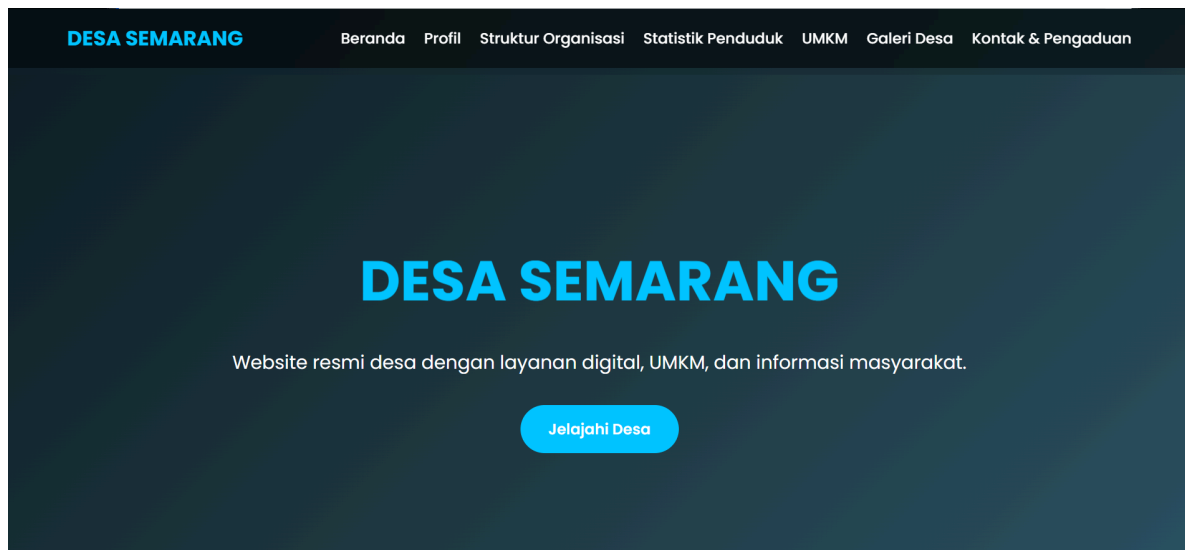 DESA SEMARANG Beranda Profil Struktur Organisasi Statistik Penduduk UMKM Galeri Desa Kontak & Pengaduan
DESA SEMARANG
Website resmi desa dengan layanan digital, UMKM, dan informasi masyarakat.
Jelajahi Desa